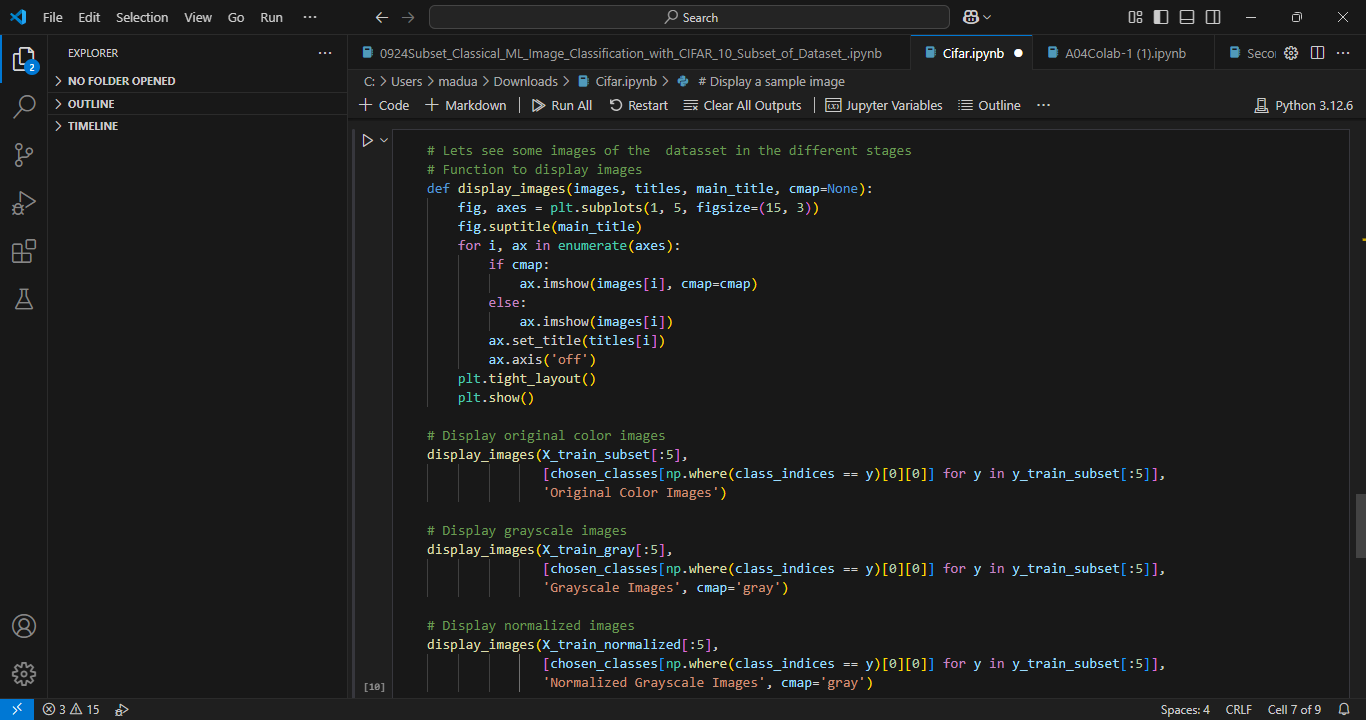 File Edit Selection View Go Run ···
Search
EXPLORER
2
NO FOLDER OPENED
OUTLINE
TIMELINE
0924Subset_Classical_ML_Image_Classification_with_CIFAR_10_Subset_of_Dataset_.ipynb
Cifar.ipynb
A04Colab-1 (1).ipynb
Secor
C: > Users > madua > Downloads > Cifar.ipynb > # Display a sample image
+ Code + Markdown | Run All Restart Clear All Outputs | Jupyter Variables Outline ···
Python 3.12.6
# Lets see some images of the  datasset in the different stages
# Function to display images
def display_images(images, titles, main_title, cmap=None):
    fig, axes = plt.subplots(1, 5, figsize=(15, 3))
    fig.suptitle(main_title)
    for i, ax in enumerate(axes):
        if cmap:
            ax.imshow(images[i], cmap=cmap)
        else:
            ax.imshow(images[i])
        ax.set_title(titles[i])
        ax.axis('off')
    plt.tight_layout()
    plt.show()
# Display original color images
display_images(X_train_subset[:5],
               [chosen_classes[np.where(class_indices == y)[0][0]] for y in y_train_subset[:5]],
               'Original Color Images')
# Display grayscale images
display_images(X_train_gray[:5],
               [chosen_classes[np.where(class_indices == y)[0][0]] for y in y_train_subset[:5]],
               'Grayscale Images', cmap='gray')
# Display normalized images
display_images(X_train_normalized[:5],
               [chosen_classes[np.where(class_indices == y)[0][0]] for y in y_train_subset[:5]],
               'Normalized Grayscale Images', cmap='gray')
[10]
3 15
Spaces: 4 CRLF Cell 7 of 9